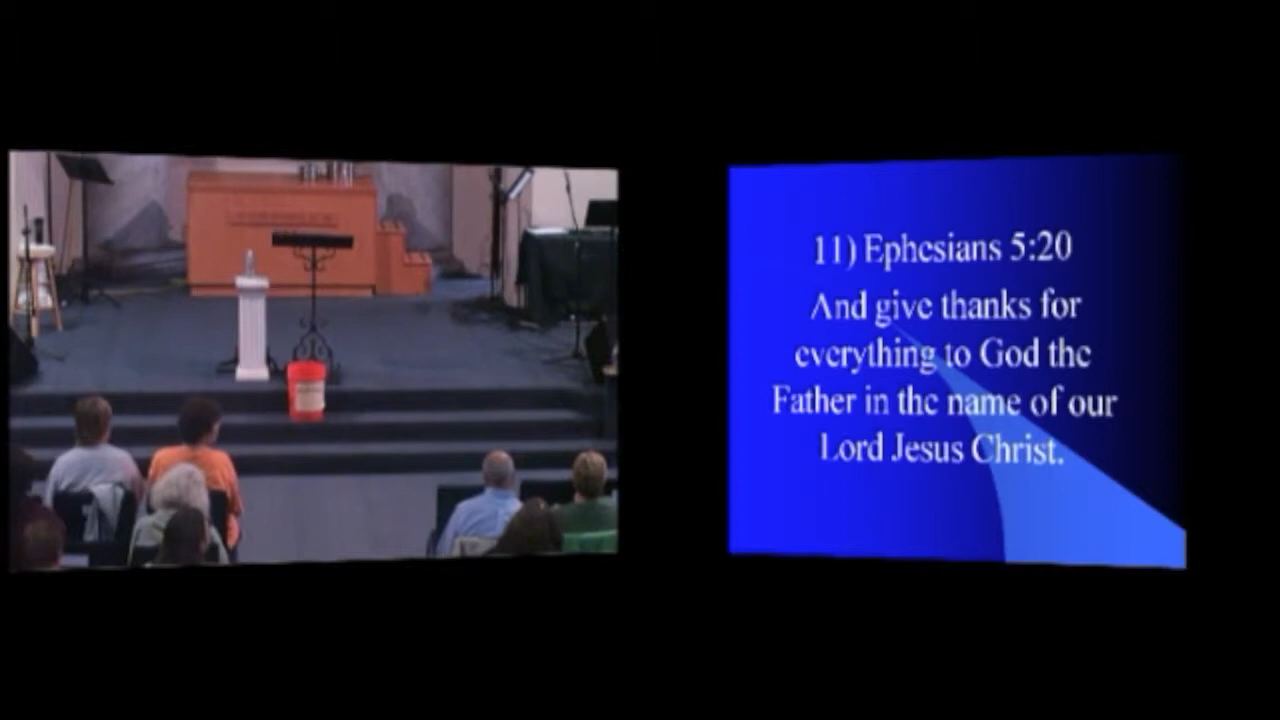 11) Ephesians 5:20
And give thanks for
everything to God the
Father in the name of our
Lord Jesus Christ.